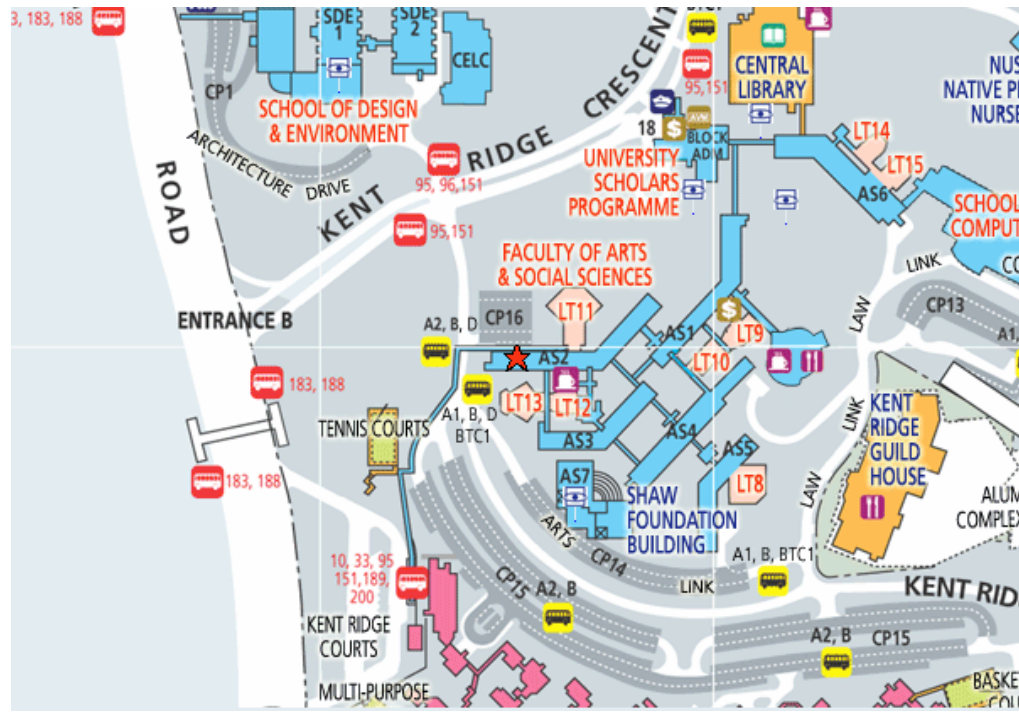 3, 183, 188
SDE
1
SDE
2
CELC
CP1
SCHOOL OF DESIGN
& ENVIRONMENT
ARCHITECTURE DRIVE
ROAD
KENT RIDGE CRESCENT
95, 96, 151
95,151
95,151
CENTRAL
LIBRARY
NUS
NATIVE P
NURSE
18
AVM
BLOCK
ADM
UNIVERSITY
SCHOLARS
PROGRAMME
LT14
LT15
AS6
SCHOOL
COMPUT
CO
LINK
CP13
A1,
LAW
LINK
LAW
FACULTY OF ARTS
& SOCIAL SCIENCES
ENTRANCE B
A2, B, D
CP16
LT11
AS2
AS1
LT9
LT10
183, 188
TENNIS COURTS
A1, B, D
BTC1
LT13
LT12
AS3
AS4
AS5
LT8
KENT
RIDGE
GUILD
HOUSE
183, 188
AS7
SHAW
FOUNDATION
BUILDING
ALUM
COMPLEX
ARTS
CP14
LINK
A1, B, BTC1
KENT RID
10, 33, 95
151,189,
200
CP15
A2, B
KENT RIDGE
COURTS
A2, B
CP15
MULTI-PURPOSE
BASKE
COU